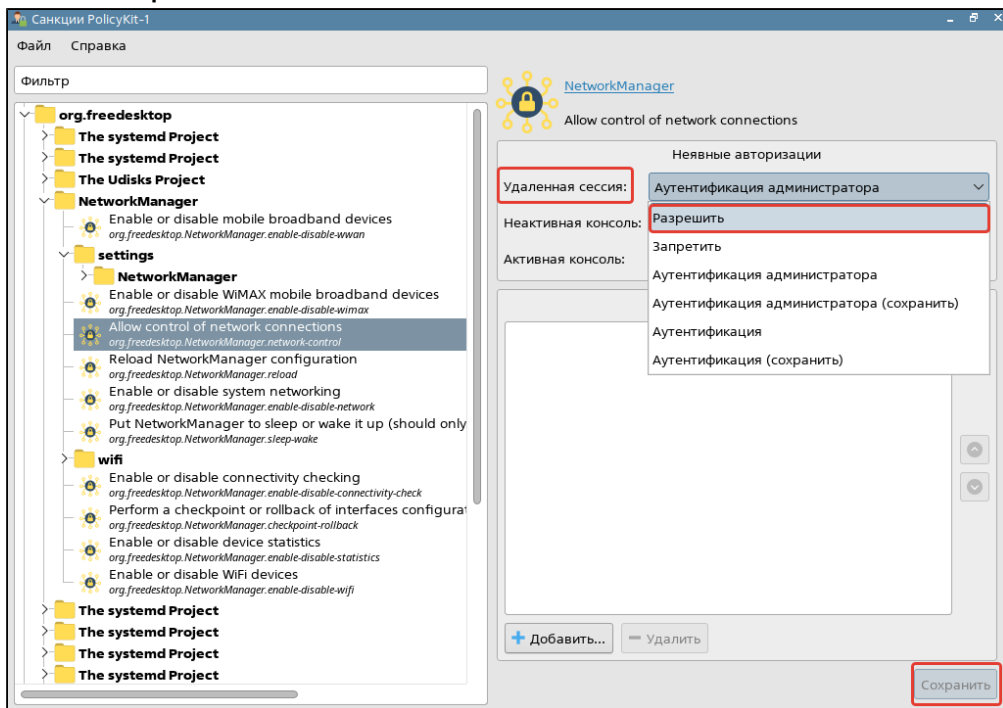 Санкции PolicyKit-1
Файл Справка
Фильтр
org.freedesktop
The systemd Project
The systemd Project
The Udisks Project
NetworkManager
Enable or disable mobile broadband devices
org.freedesktop.NetworkManager.enable-disable-wwan
settings
NetworkManager
Enable or disable WiMAX mobile broadband devices
org.freedesktop.NetworkManager.enable-disable-wimax
Allow control of network connections
org.freedesktop.NetworkManager.network-control
Reload NetworkManager configuration
org.freedesktop.NetworkManager.reload
Enable or disable system networking
org.freedesktop.NetworkManager.enable-disable-network
Put NetworkManager to sleep or wake it up (should only
org.freedesktop.NetworkManager.sleep-wake
wifi
Enable or disable connectivity checking
org.freedesktop.NetworkManager.enable-disable-connectivity-check
Perform a checkpoint or rollback of interfaces configurat
org.freedesktop.NetworkManager.checkpoint-rollback
Enable or disable device statistics
org.freedesktop.NetworkManager.enable-disable-statistics
Enable or disable WiFi devices
org.freedesktop.NetworkManager.enable-disable-wifi
The systemd Project
The systemd Project
The systemd Project
The systemd Project
NetworkManager
Allow control of network connections
Неявные авторизации
Удаленная сессия: Аутентификация администратора
Неактивная консоль:
Активная консоль:
Разрешить
Запретить
Аутентификация администратора
Аутентификация администратора (сохранить)
Аутентификация
Аутентификация (сохранить)
Добавить... Удалить
Сохранить